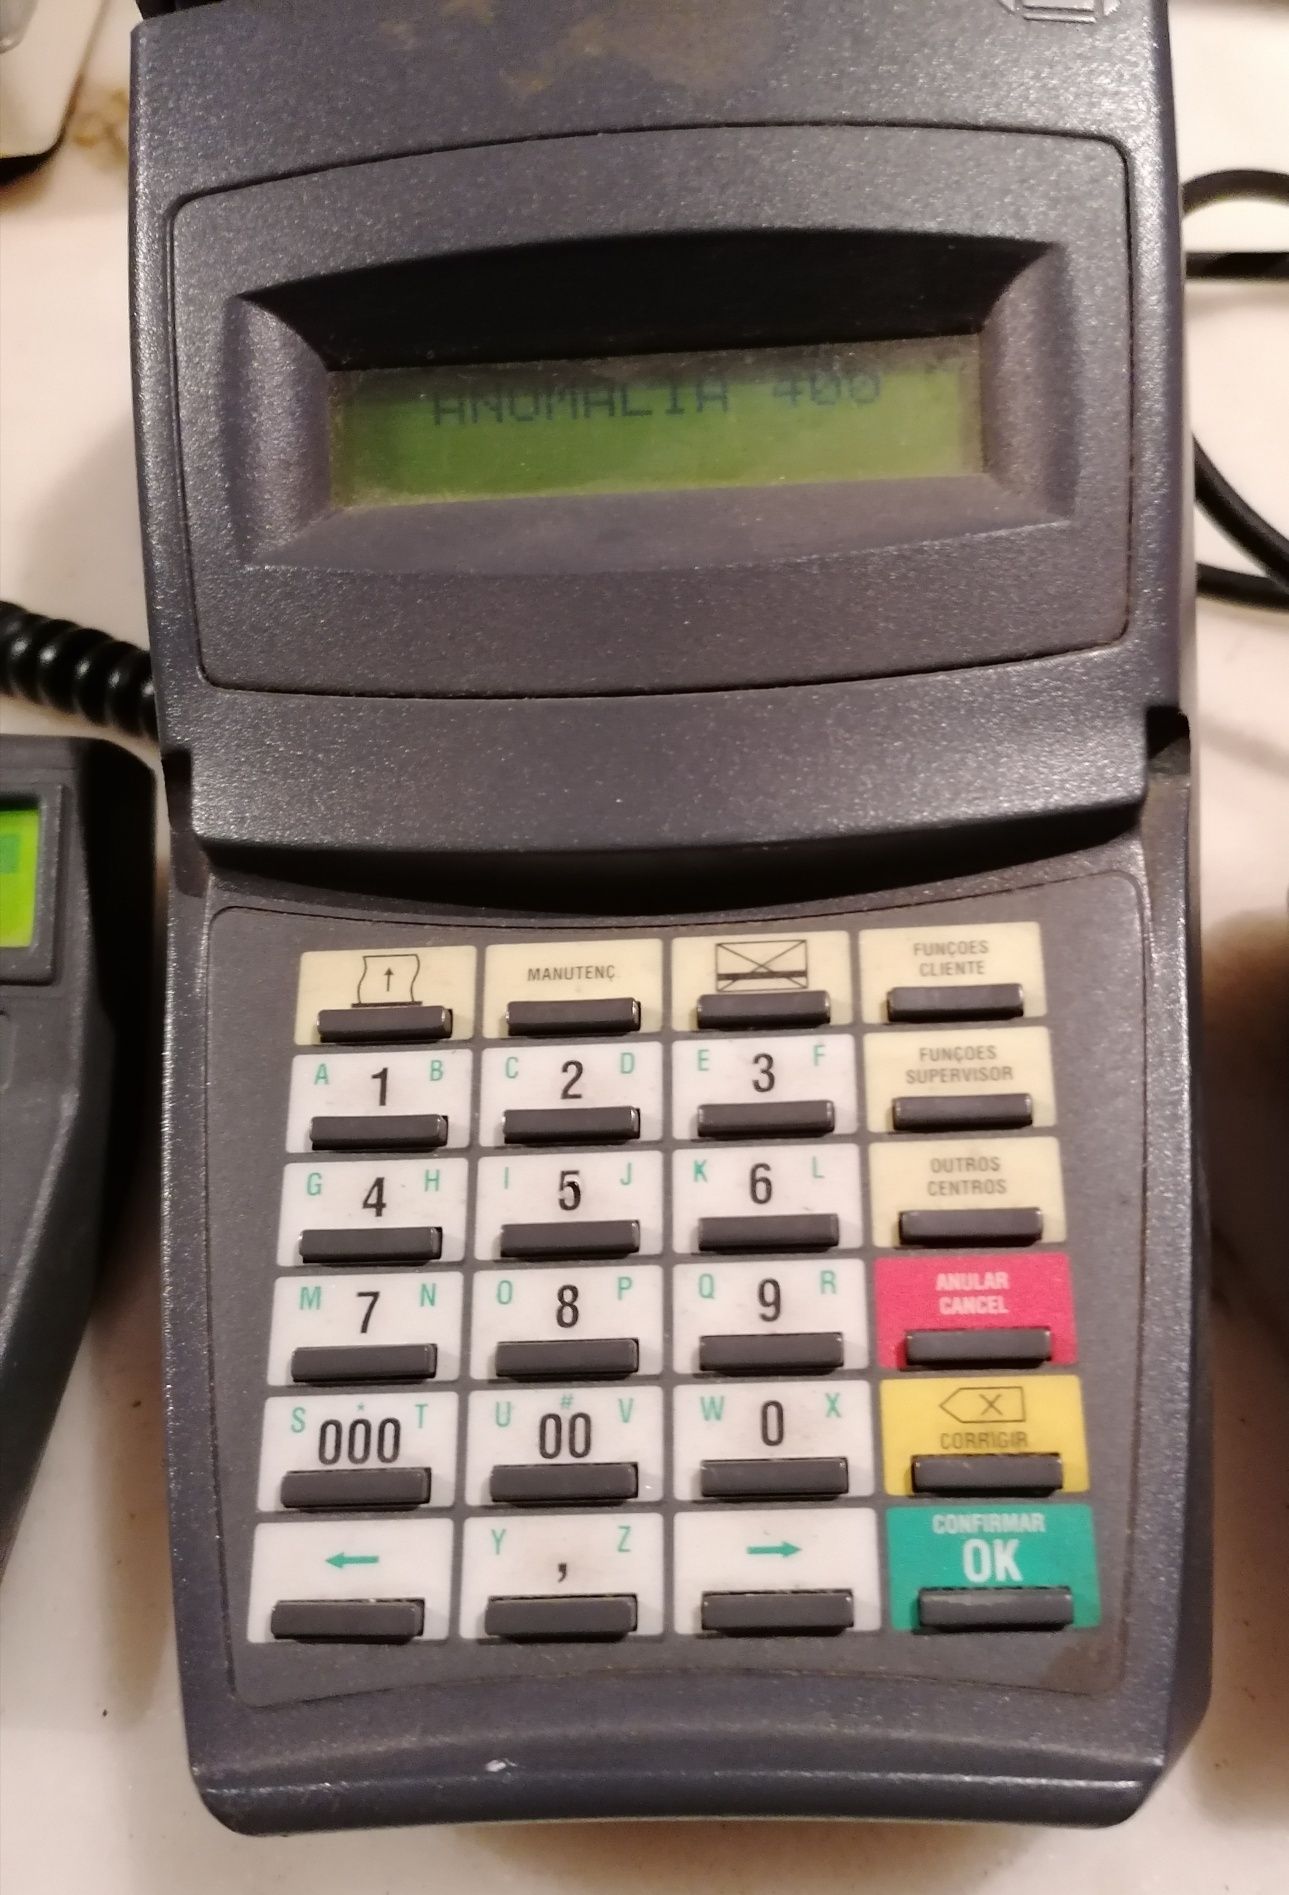 ANOMALIA 400
MANUTENÇ.
FUNÇOES
CLIENTE
A 1 B
C 2 D
E 3 F
FUNÇOES
SUPERVISOR
G 4 H
I 5 J
K 6 L
OUTROS
CENTROS
M 7 N
O 8 P
Q 9 R
ANULAR
CANCEL
S * T
000
U # V
00
W 0 X
X
CORRIGIR
Y , Z
CONFIRMAR
OK